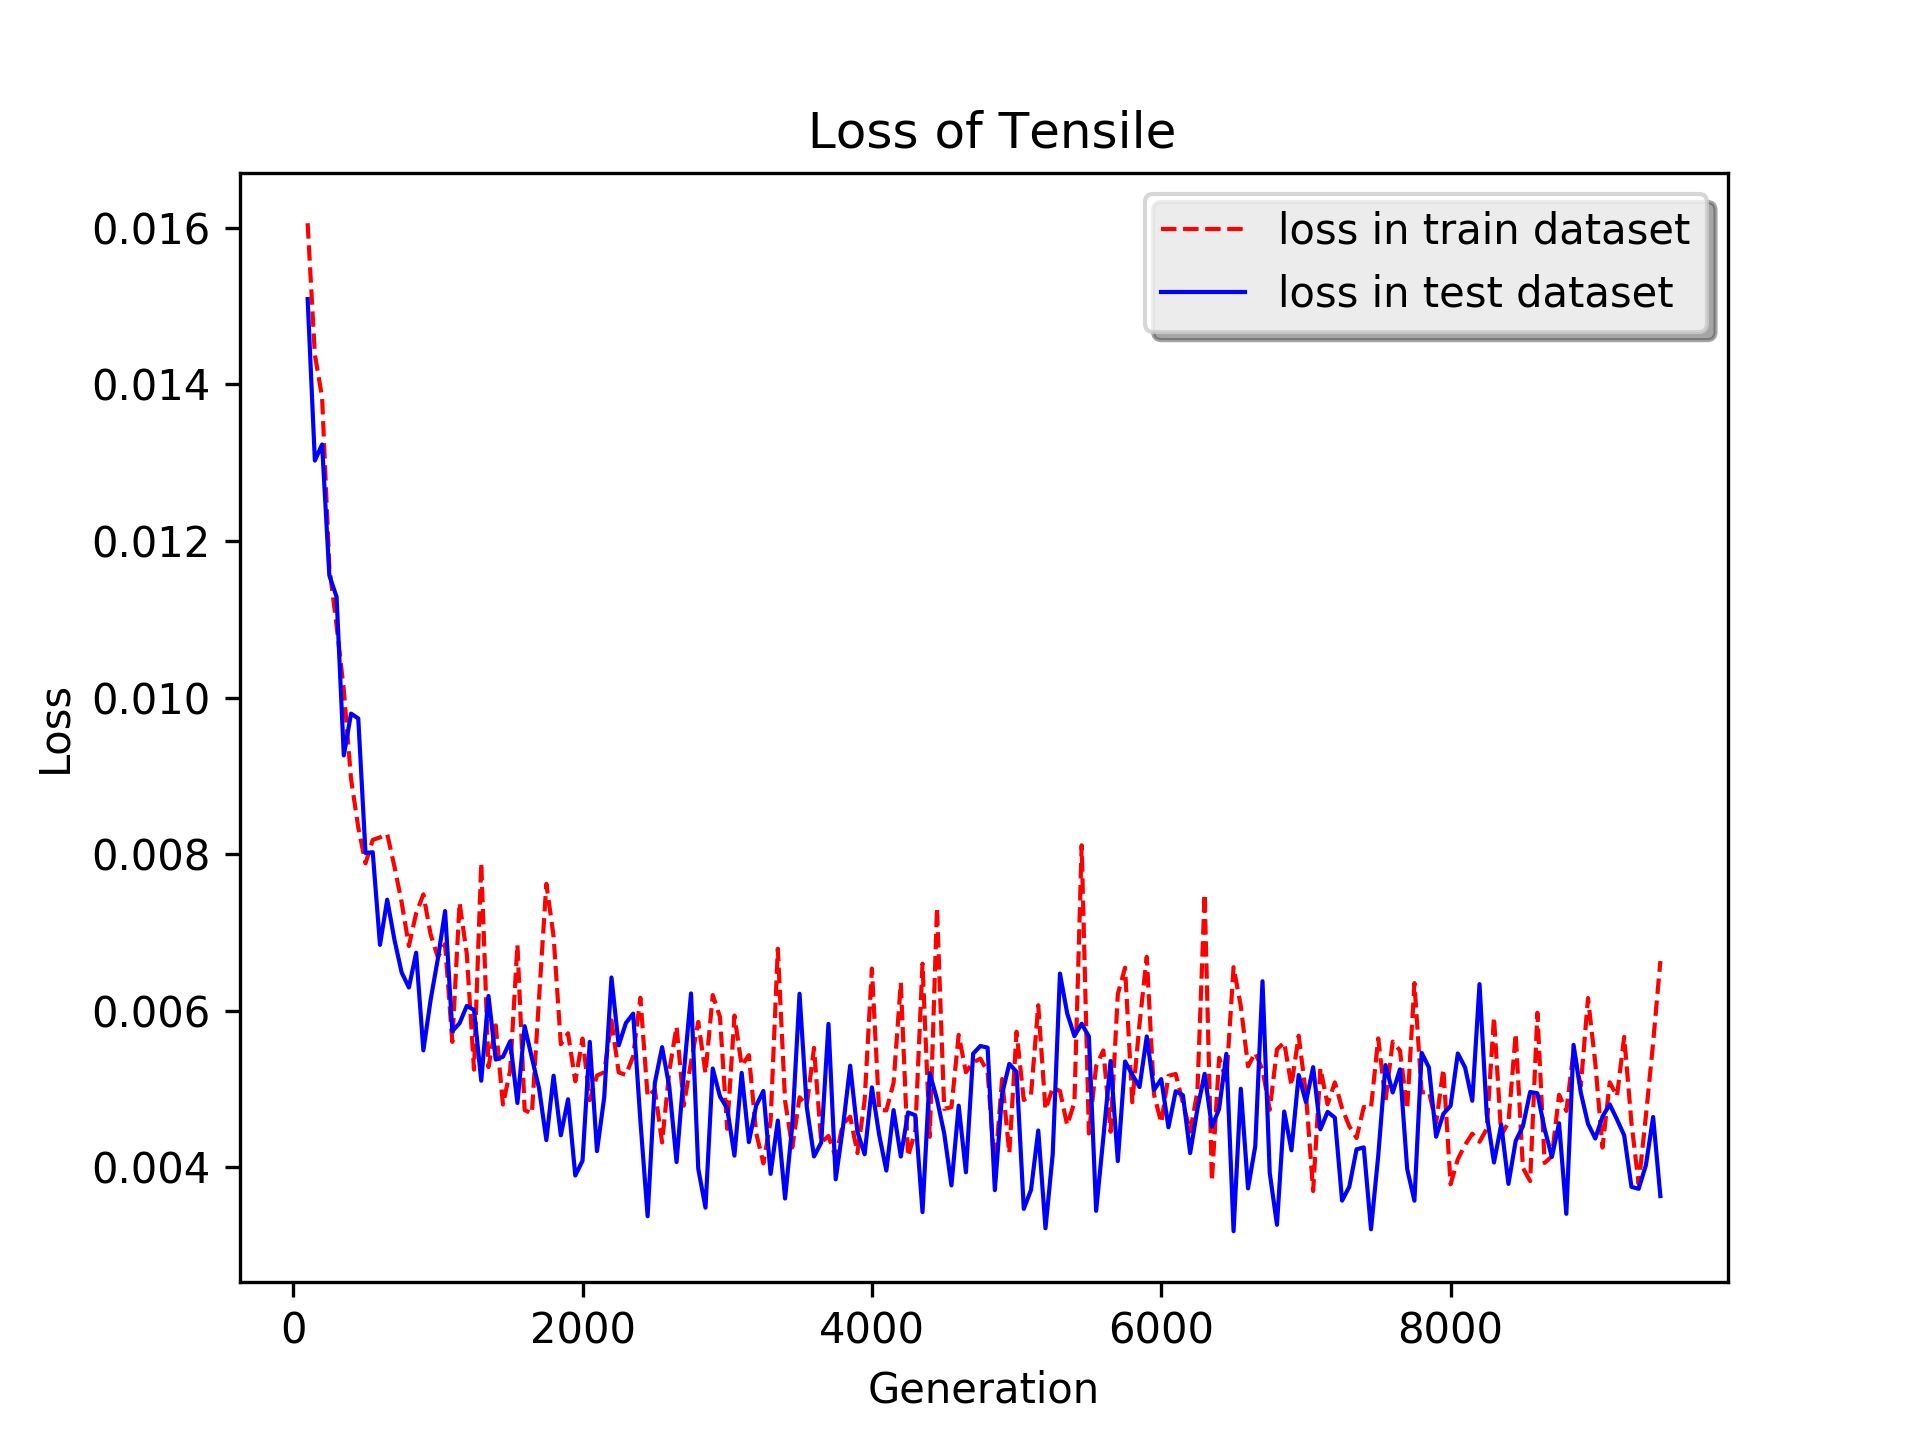 Loss of Tensile
loss in train dataset
loss in test dataset
0.016
0.014
0.012
0.010
0.008
0.006
0.004
Loss
0 2000 4000 6000 8000
Generation